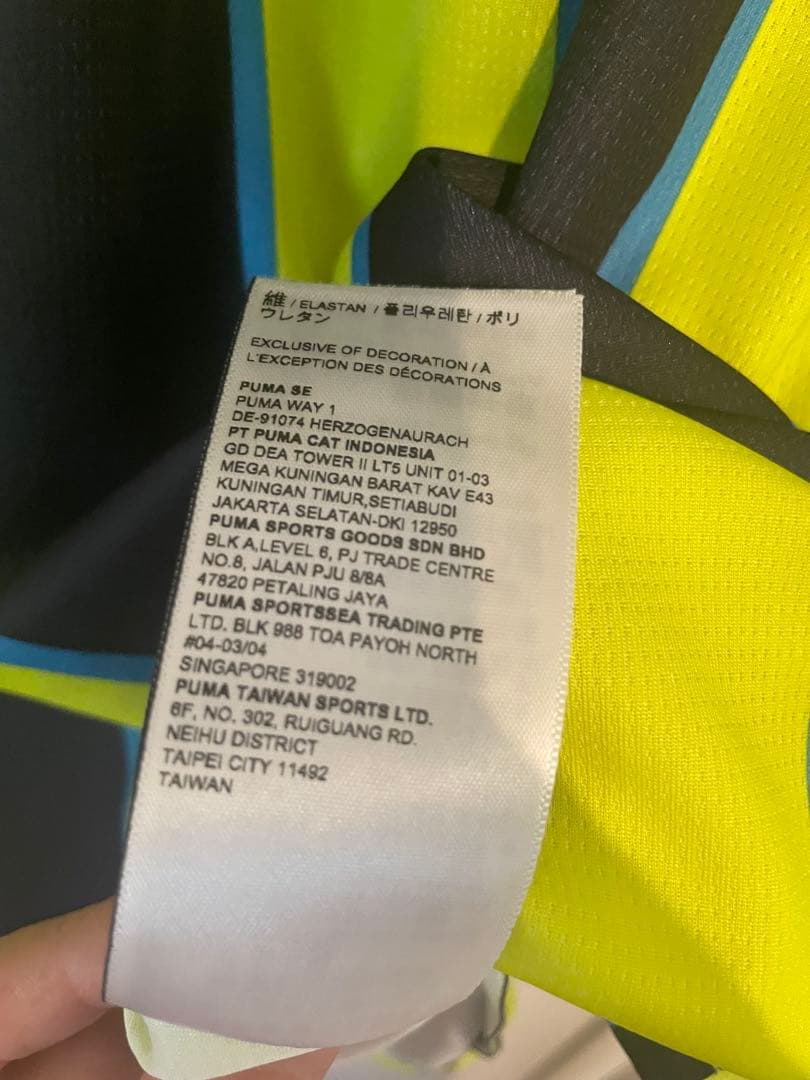 維 / ELASTAN / 폴리우레탄 / ポリ
ウレタン
EXCLUSIVE OF DECORATION / À
L'EXCEPTION DES DÉCORATIONS
PUMA SE
PUMA WAY 1
DE-91074 HERZOGENAURACH
PT PUMA CAT INDONESIA
GD DEA TOWER II LT5 UNIT 01-03
MEGA KUNINGAN BARAT KAV E43
KUNINGAN TIMUR,SETIABUDI
JAKARTA SELATAN-DKI 12950
PUMA SPORTS GOODS SDN BHD
BLK A,LEVEL 6, PJ TRADE CENTRE
NO.8, JALAN PJU 8/8A
47820 PETALING JAYA
PUMA SPORTSSEA TRADING PTE
LTD. BLK 988 TOA PAYOH NORTH
#04-03/04
SINGAPORE 319002
PUMA TAIWAN SPORTS LTD.
6F, NO. 302, RUIGUANG RD.
NEIHU DISTRICT
TAIPEI CITY 11492
TAIWAN